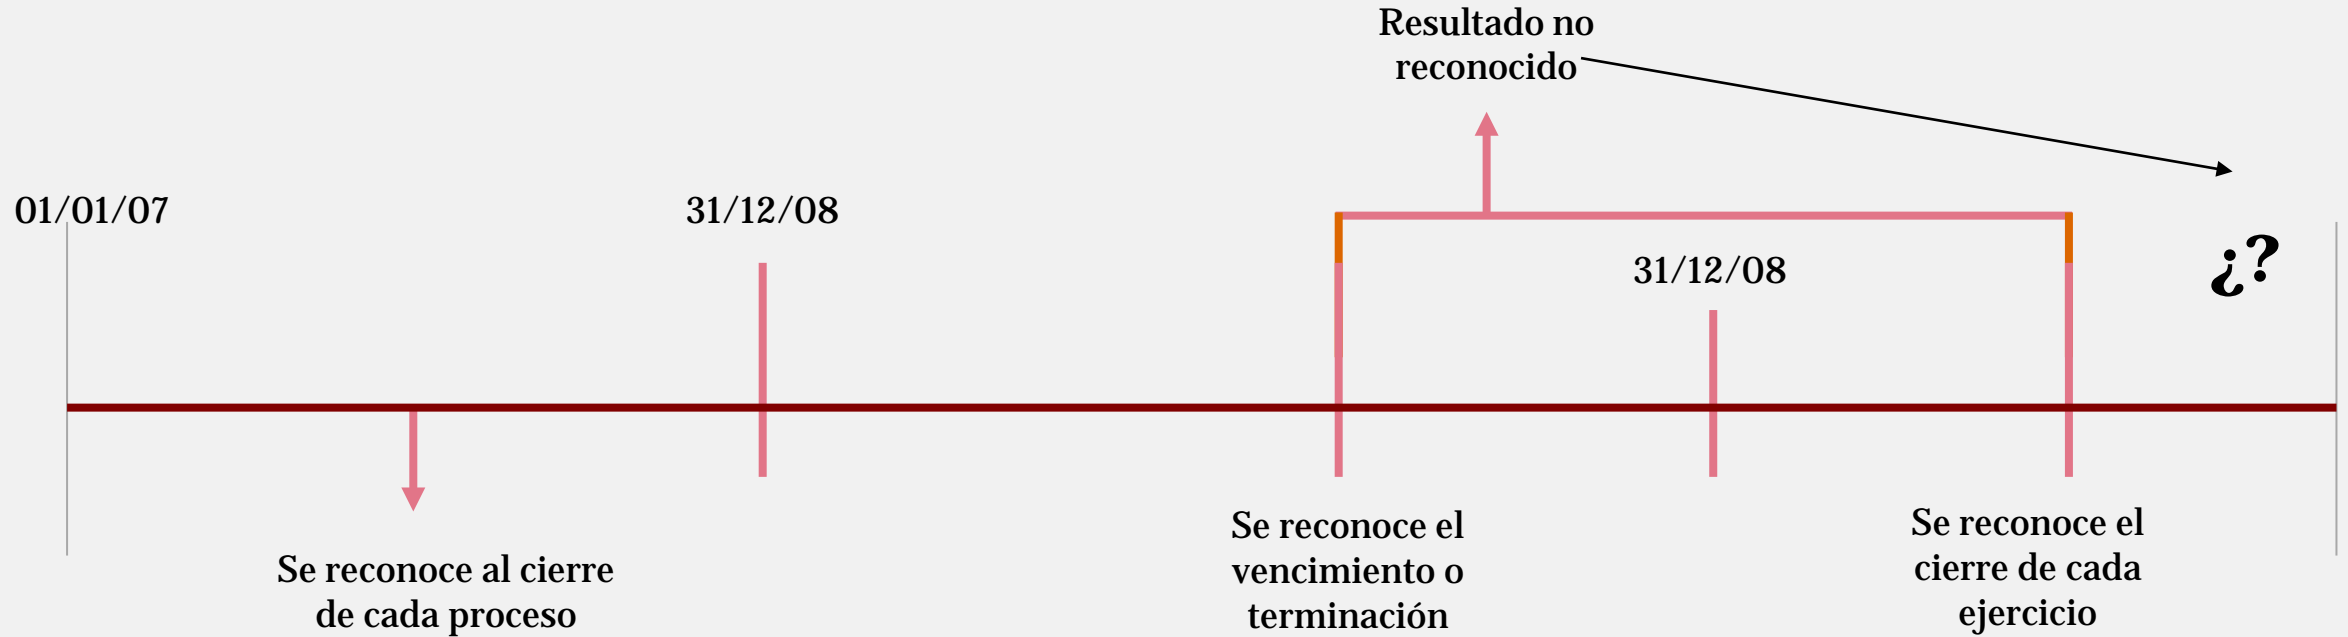 Resultado no
reconocido
01/01/07
31/12/08
31/12/08
¿?
Se reconoce al cierre
de cada proceso
Se reconoce el
vencimiento o
terminación
Se reconoce el
cierre de cada
ejercicio